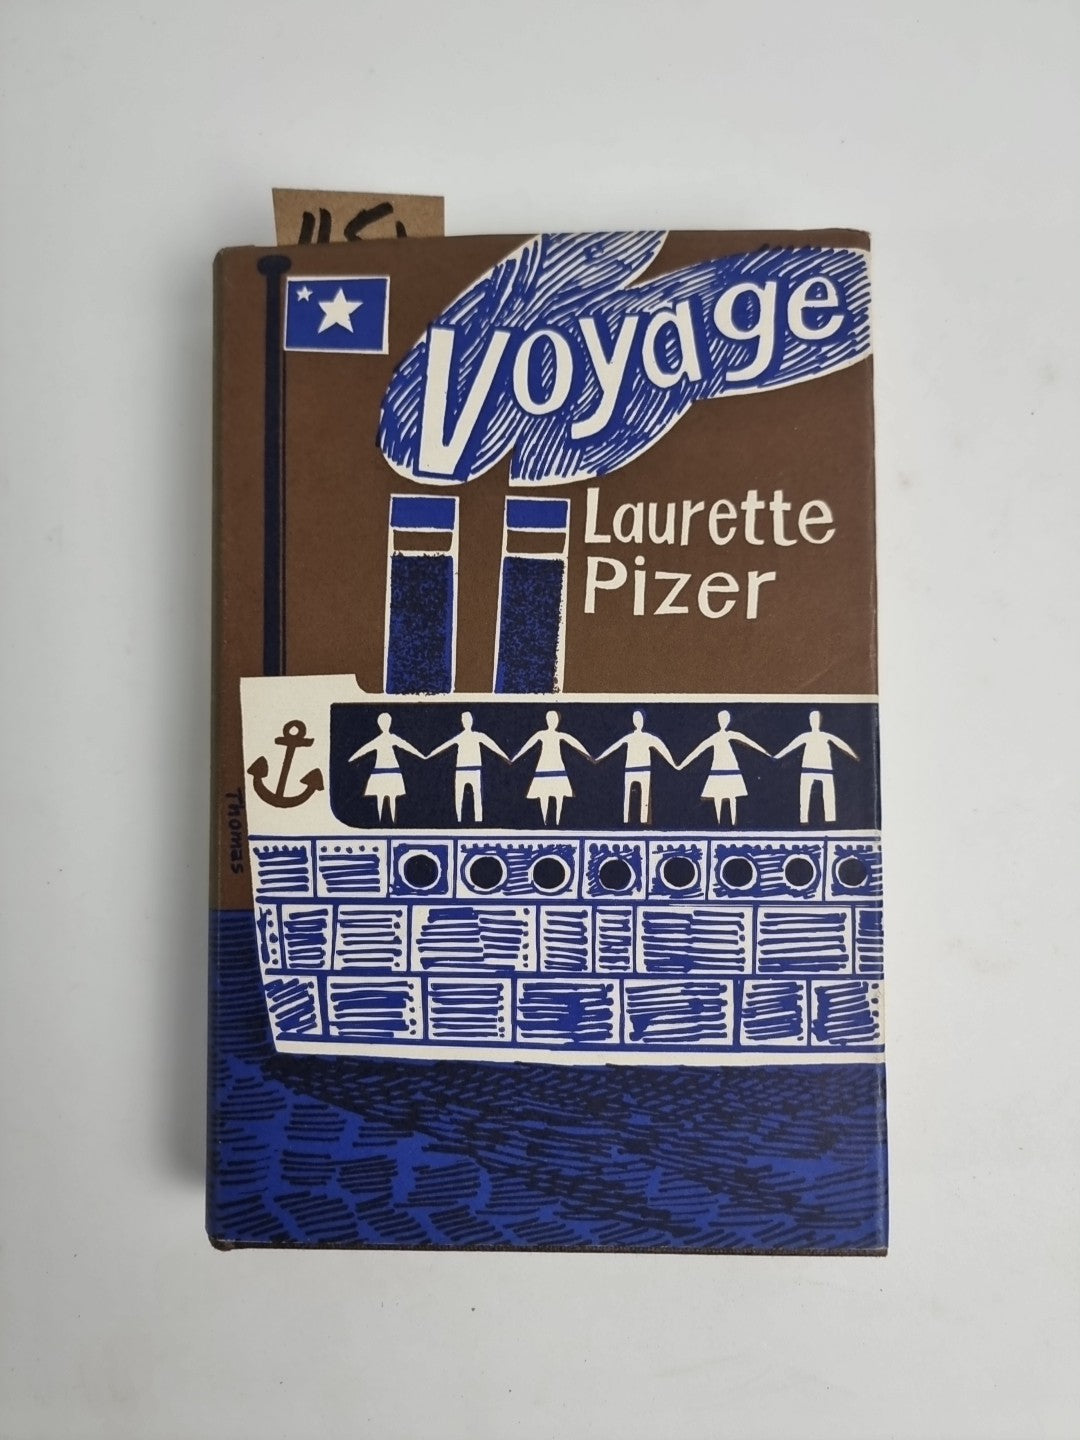 Voyage
Laurette
Pizer
Thomas